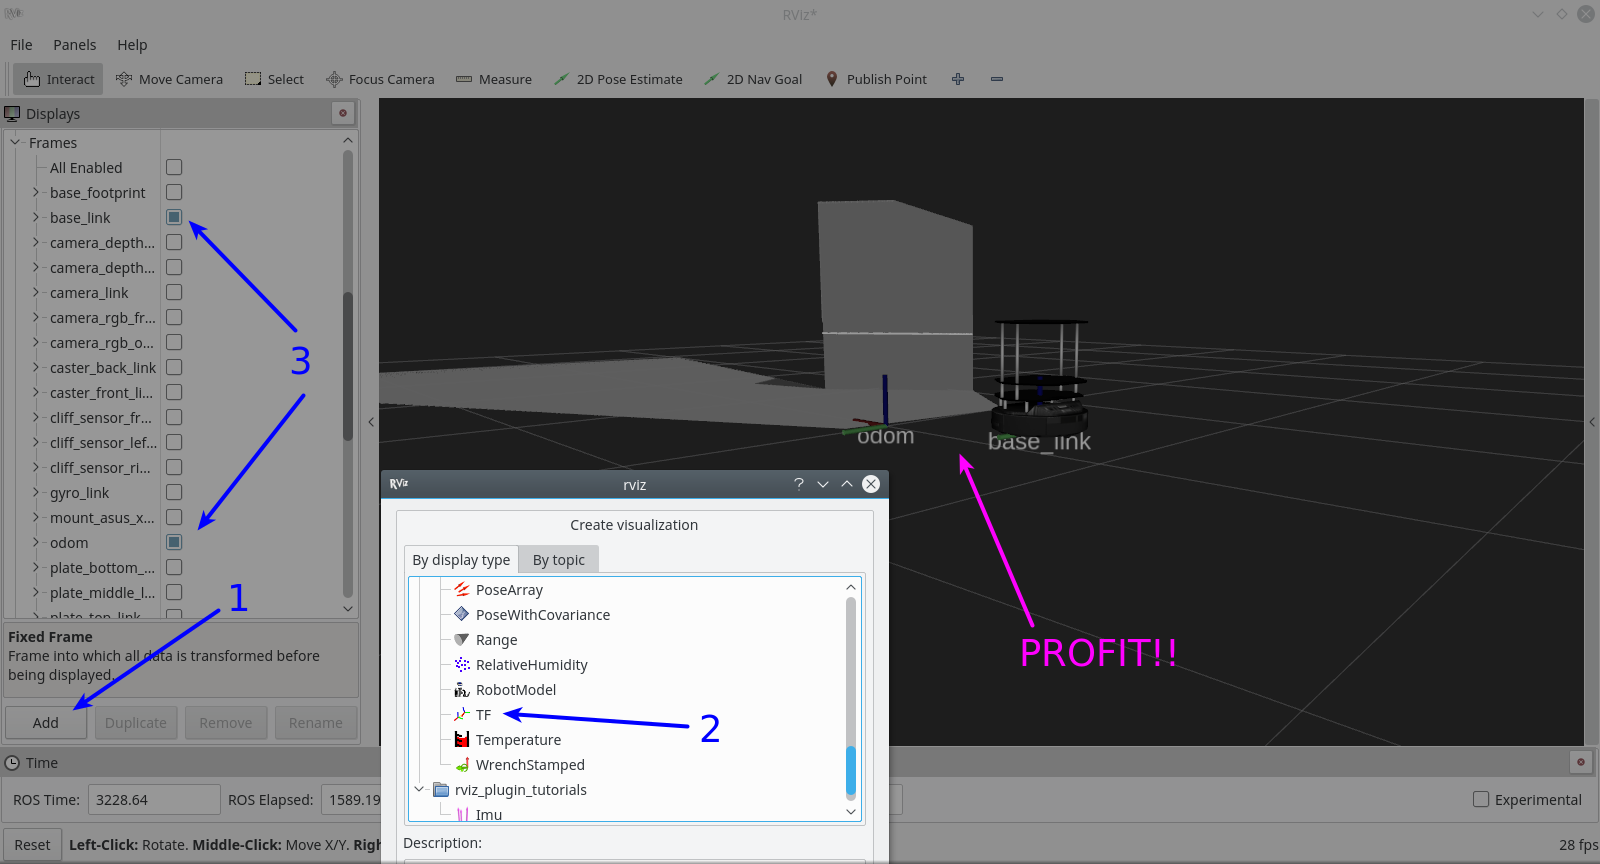 RViz*
File Panels Help
Interact Move Camera Select Focus Camera Measure 2D Pose Estimate 2D Nav Goal Publish Point
Displays
Frames
All Enabled
base_footprint
base_link
camera_depth...
camera_depth...
camera_link
camera_rgb_fr...
camera_rgb_o...
caster_back_link
caster_front_li...
cliff_sensor_fr...
cliff_sensor_lef...
cliff_sensor_ri...
gyro_link
mount_asus_x...
odom
plate_bottom_...
plate_middle_l...
plate_top_link
3
1
Fixed Frame
Frame into which all data is transformed before
being displayed.
Add Duplicate Remove Rename
odom
base_link
PROFIT!!
RViz
rviz
Create visualization
By display type By topic
PoseArray
PoseWithCovariance
Range
RelativeHumidity
RobotModel
TF
2
Temperature
WrenchStamped
rviz_plugin_tutorials
Imu
Description:
Time
ROS Time: 3228.64 ROS Elapsed: 1589.19
Experimental
Reset Left-Click: Rotate. Middle-Click: Move X/Y. Righ
28 fps